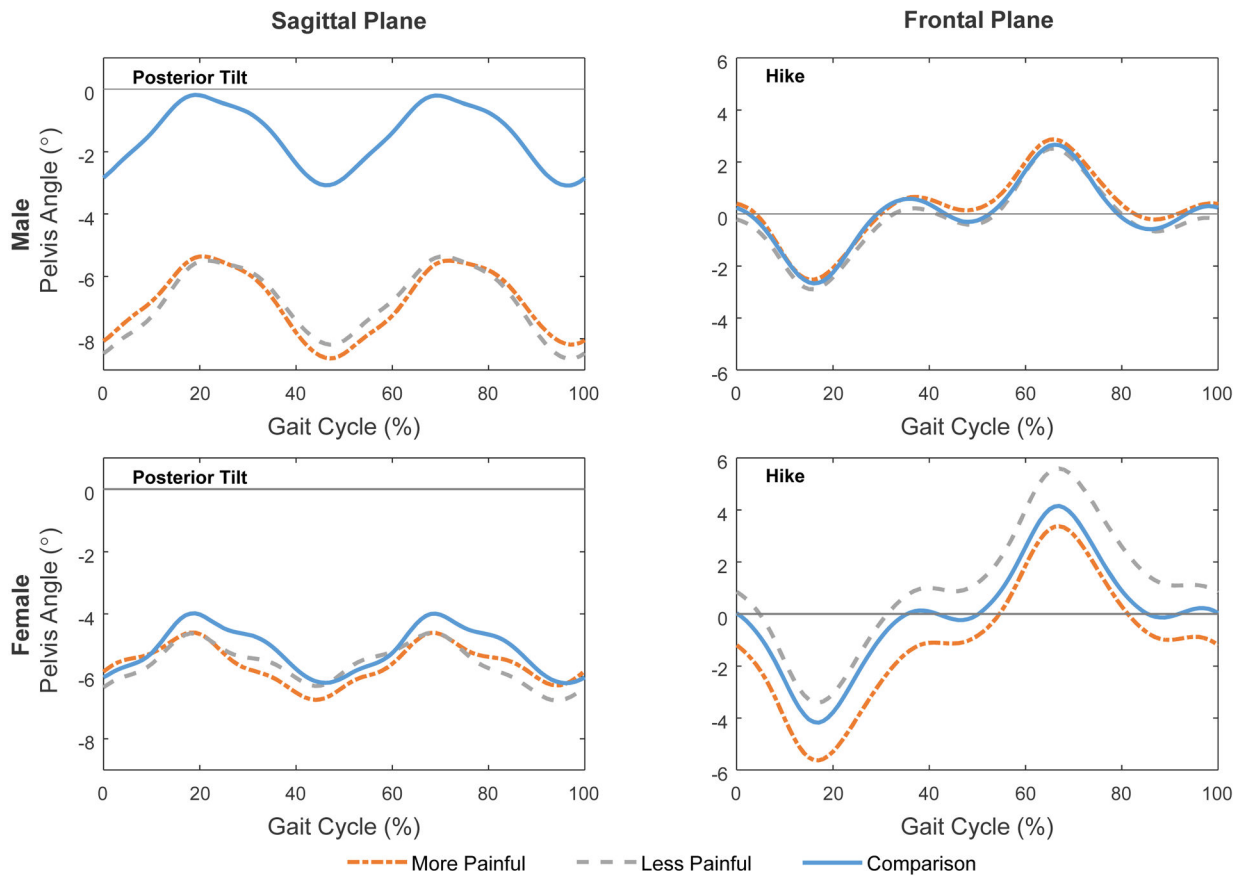 Sagittal Plane
Frontal Plane
Male
Pelvis Angle (°)
Posterior Tilt
0
-2
-4
-6
-8
0 20 40 60 80 100
Gait Cycle (%)
Hike
6
4
2
0
-2
-4
-6
0 20 40 60 80 100
Gait Cycle (%)
Female
Pelvis Angle (°)
Posterior Tilt
0
-2
-4
-6
-8
0 20 40 60 80 100
Gait Cycle (%)
Hike
6
4
2
0
-2
-4
-6
0 20 40 60 80 100
Gait Cycle (%)
More Painful Less Painful Comparison